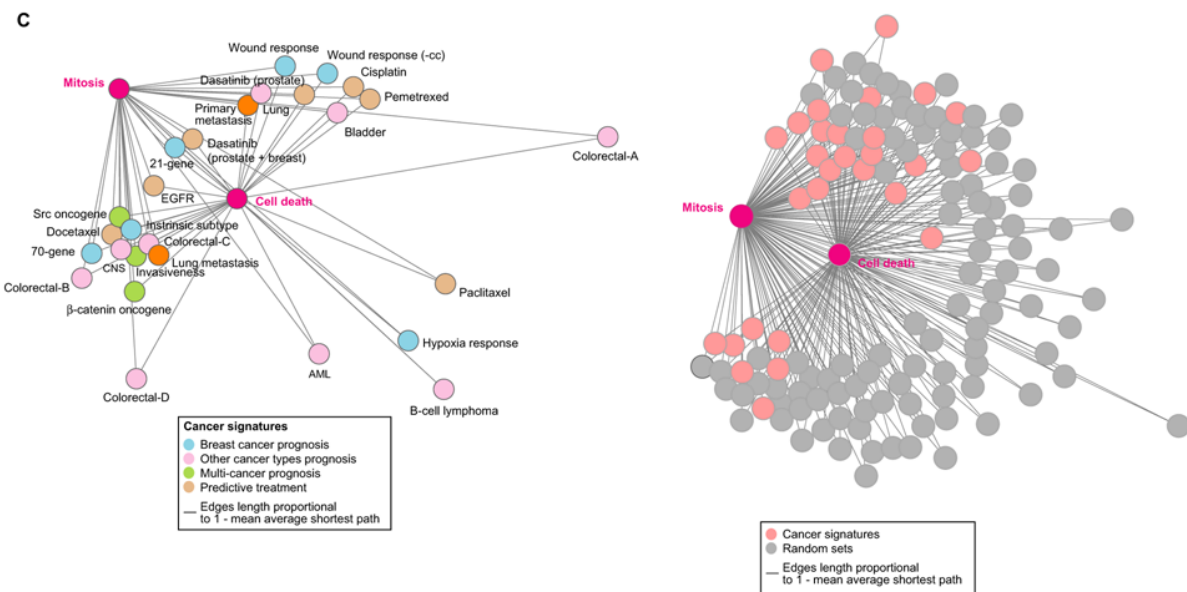 C
Wound response
Wound response (-cc)
Mitosis
Dasatinib (prostate)
Cisplatin
Primary
metastasis
Lung
Pemetrexed
Bladder
Colorectal-A
21-gene
Dasatinib
(prostate + breast)
EGFR
Cell death
Src oncogene
Instrinsic subtype
Docetaxel
Colorectal-C
70-gene
CNS
Lung metastasis
Invasiveness
Colorectal-B
β-catenin oncogene
Paclitaxel
Hypoxia response
AML
Colorectal-D
B-cell lymphoma
Cancer signatures
Breast cancer prognosis
Other cancer types prognosis
Multi-cancer prognosis
Predictive treatment
Edges length proportional
to 1 - mean average shortest path
Mitosis
Cell death
Cancer signatures
Random sets
Edges length proportional
to 1 - mean average shortest path